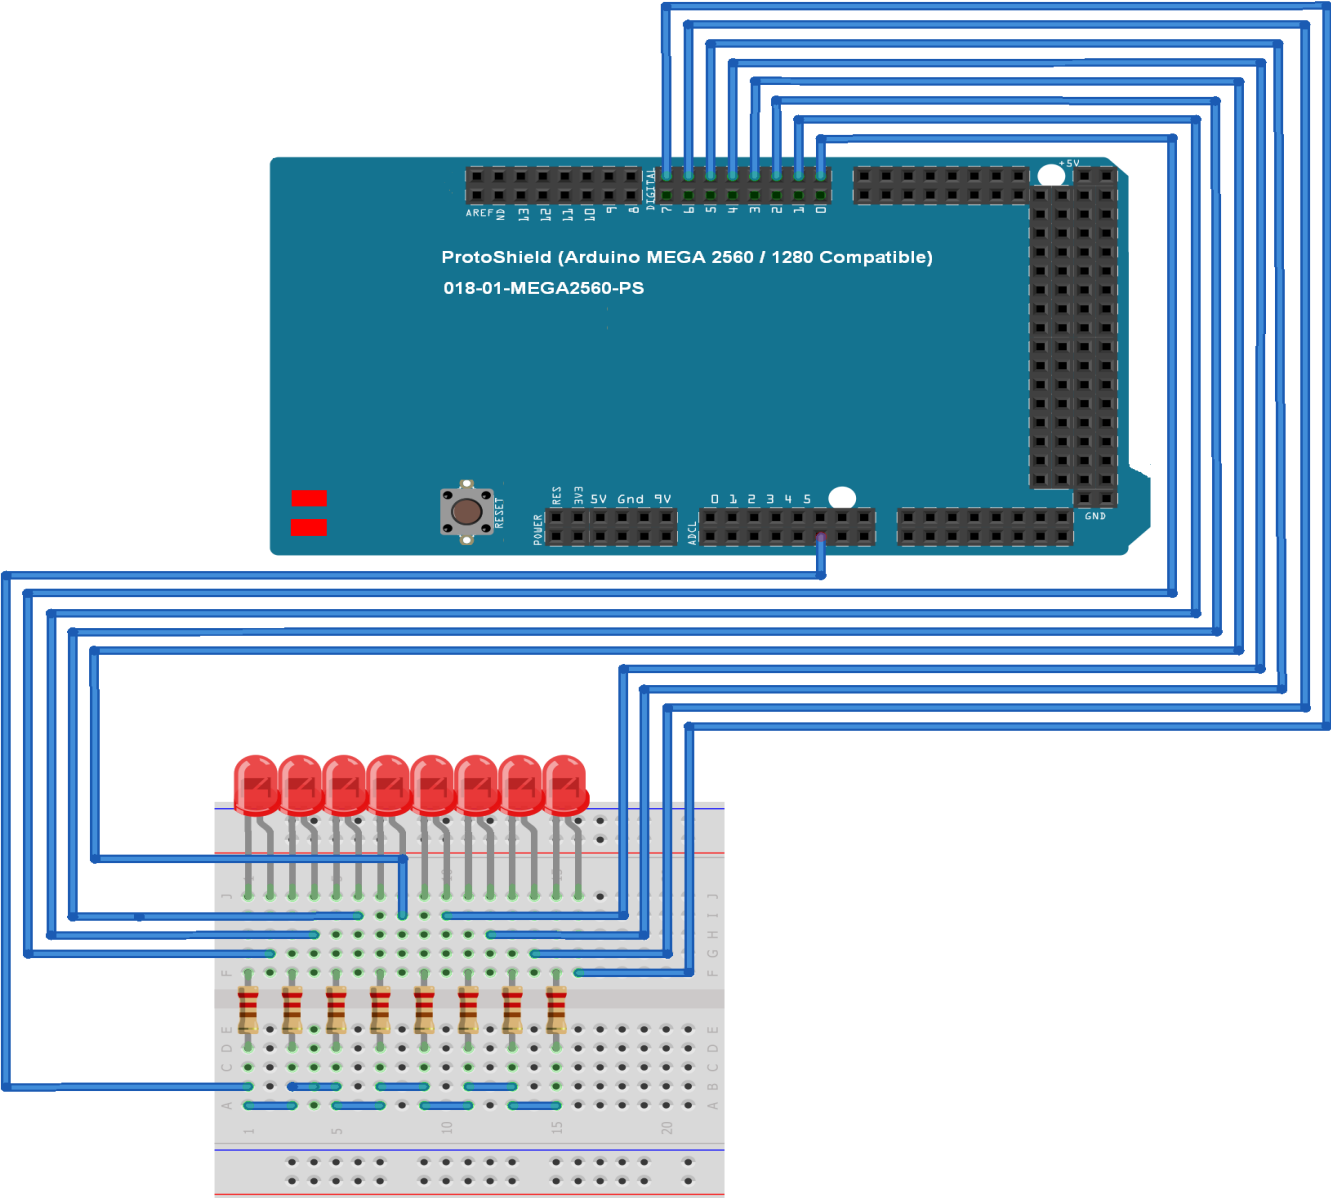 +5V
DIGITAL
AREF ND 13 12 11 10 9 8 7 6 5 4 3 2 1 0
ProtoShield (Arduino MEGA 2560 / 1280 Compatible)
018-01-MEGA2560-PS
RES 3V3 5V Gnd 9V 0 1 2 3 4 5
RESET
POWER
ADCL
GND
J J
I
H
G
F F
E E
D D
C C
B B
A A
1 5 10 15 20